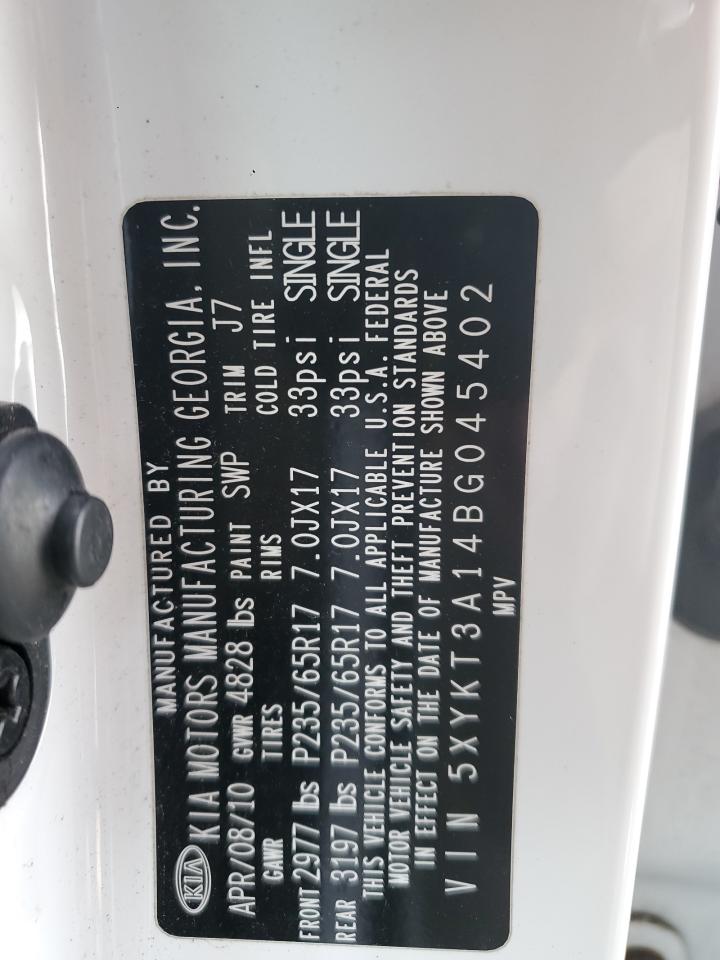 MANUFACTURED BY
KIA KIA MOTORS MANUFACTURING GEORGIA, INC.
APR/08/10 GVWR 4828 lbs PAINT SWP TRIM J7
GAWR TIRES RIMS COLD TIRE INFL
FRONT 2977 lbs P235/65R17 7.0JX17 33psi SINGLE
REAR 3197 lbs P235/65R17 7.0JX17 33psi SINGLE
THIS VEHICLE CONFORMS TO ALL APPLICABLE U.S.A. FEDERAL
MOTOR VEHICLE SAFETY AND THEFT PREVENTION STANDARDS
IN EFFECT ON THE DATE OF MANUFACTURE SHOWN ABOVE
VIN 5XYKT3A14BG045402
MPV